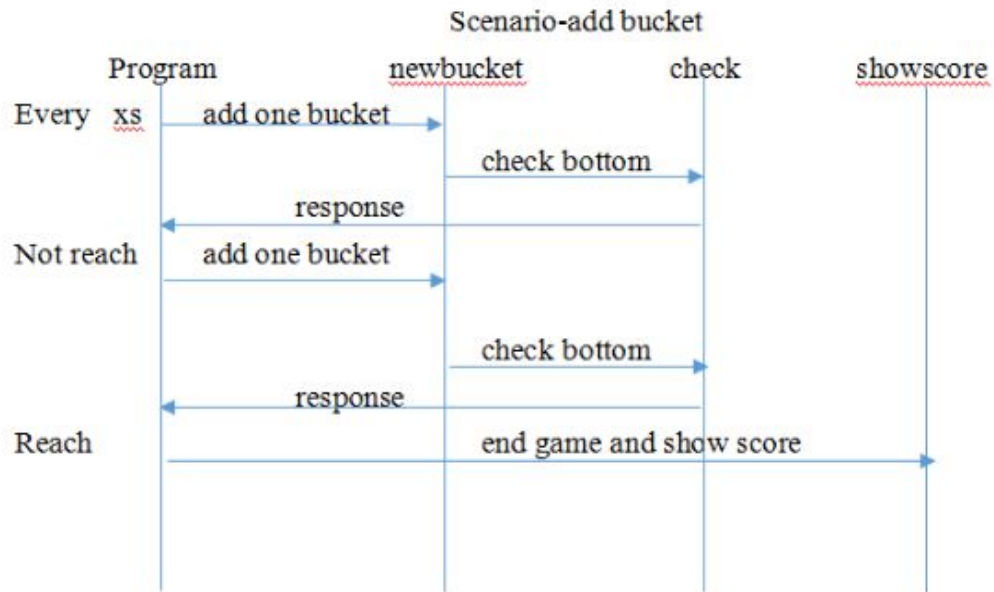 Scenario-add bucket
Program newbucket check showscore
Every xs add one bucket
check bottom
response
Not reach add one bucket
check bottom
response
Reach end game and show score